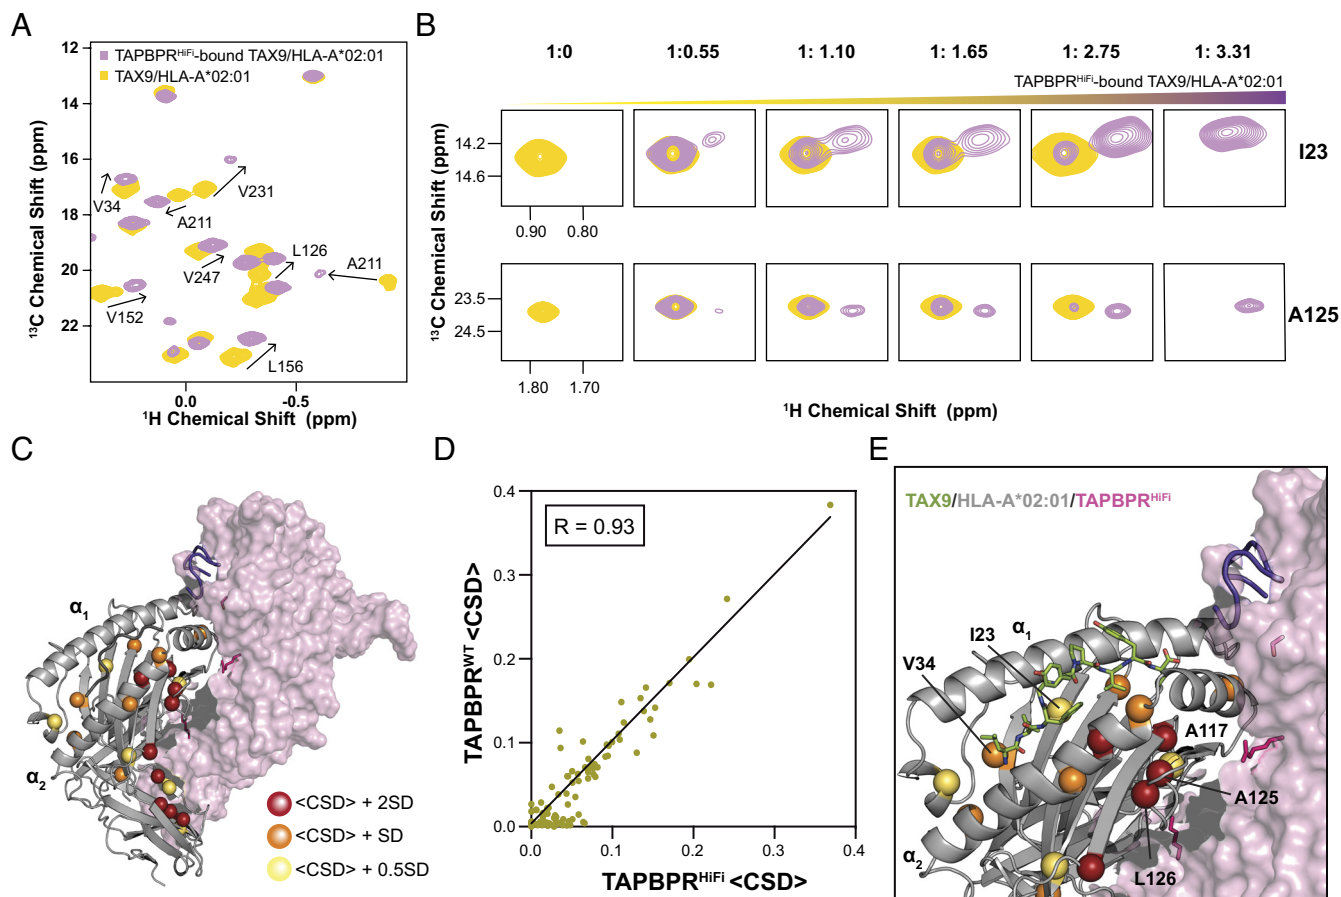 A
TAPBPR^HiFi-bound TAX9/HLA-A*02:01
TAX9/HLA-A*02:01
12
14
16
18
20
22
¹³C Chemical Shift (ppm)
V34
V231
A211
V247
L126
A211
V152
L156
0.0
-0.5
¹H Chemical Shift (ppm)
B
1:0
1:0.55
1: 1.10
1: 1.65
1: 2.75
1: 3.31
TAPBPR^HiFi-bound TAX9/HLA-A*02:01
14.2
14.6
0.90
0.80
I23
23.5
24.5
1.80
1.70
A125
¹³C Chemical Shift (ppm)
¹H Chemical Shift (ppm)
C
α₁
α₂
<CSD> + 2SD
<CSD> + SD
<CSD> + 0.5SD
D
R = 0.93
0.4
0.3
0.2
0.1
0.0
TAPBPR^WT <CSD>
0.0
0.1
0.2
0.3
0.4
TAPBPR^HiFi <CSD>
E
TAX9/HLA-A*02:01/TAPBPR^HiFi
α₁
I23
V34
A117
A125
α₂
L126